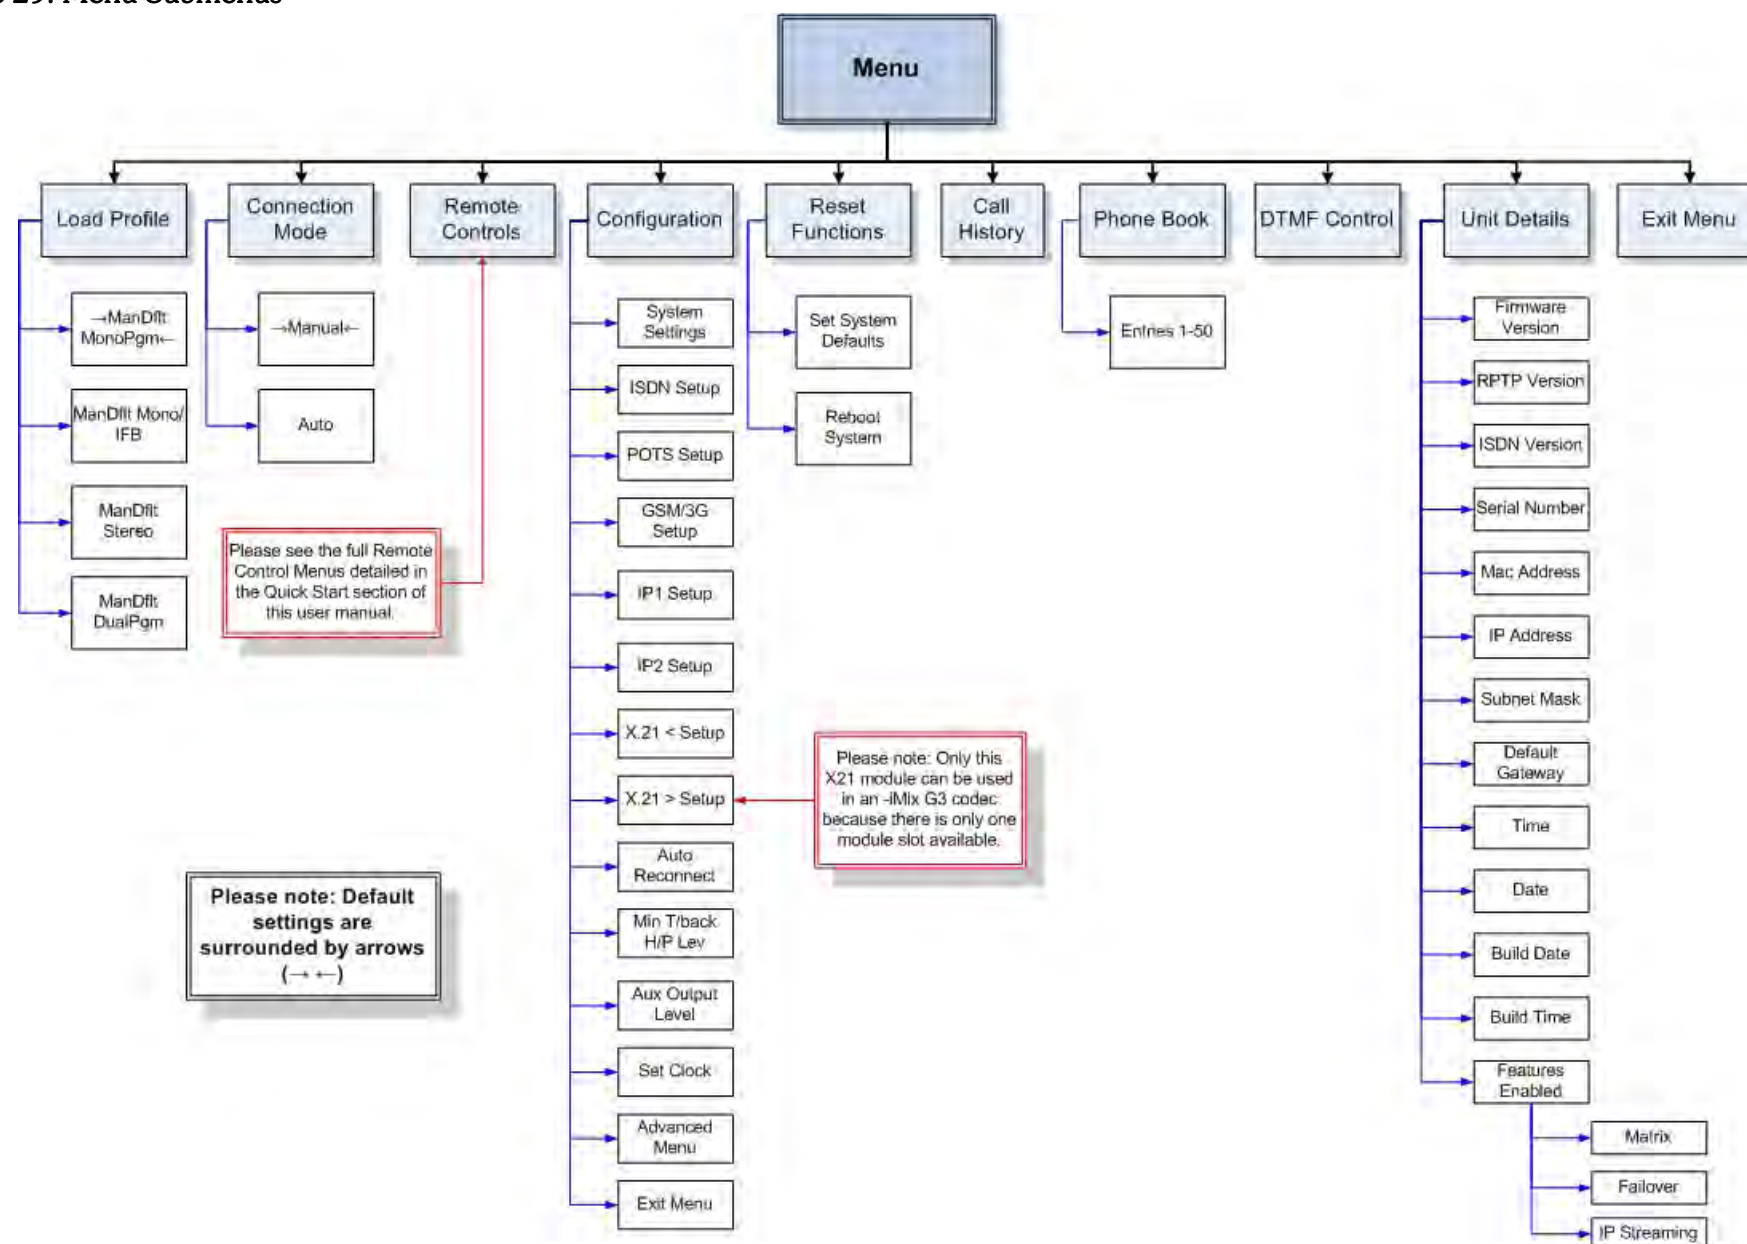 29: Menu Submenus
Menu
Load Profile
Connection
Mode
Remote
Controls
Configuration
Reset
Functions
Call
History
Phone Book
DTMF Control
Unit Details
Exit Menu
→ManDflt
MonoPgm←
ManDflt Mono/
IFB
ManDflt
Stereo
ManDflt
DualPgm
→Manual←
Auto
Please see the full Remote
Control Menus detailed in
the Quick Start section of
this user manual.
System
Settings
ISDN Setup
POTS Setup
GSM/3G
Setup
IP1 Setup
IP2 Setup
X.21 < Setup
X.21 > Setup
Auto
Reconnect
Min T/back
H/P Lev
Aux Output
Level
Set Clock
Advanced
Menu
Exit Menu
Please note: Only this
X21 module can be used
in an -iMix G3 codec
because there is only one
module slot available.
Set System
Defaults
Reboot
System
Entries 1-50
Firmware
Version
RPTP Version
ISDN Version
Serial Number
Mac Address
IP Address
Subnet Mask
Default
Gateway
Time
Date
Build Date
Build Time
Features
Enabled
Matrix
Failover
IP Streaming
Please note: Default
settings are
surrounded by arrows
(→ ←)